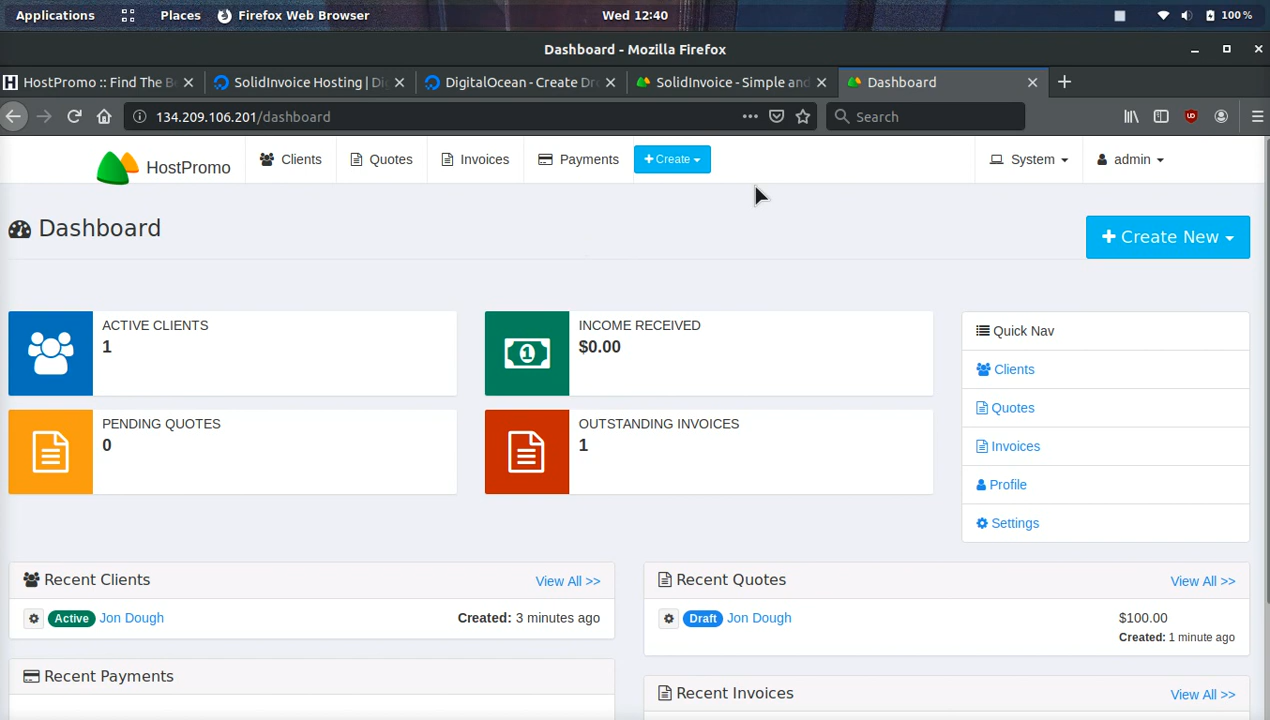 Applications Places Firefox Web Browser Wed 12:40 100 %
Dashboard - Mozilla Firefox
HostPromo :: Find The Be SolidInvoice Hosting | Dig DigitalOcean - Create Dro SolidInvoice - Simple and Dashboard
134.209.106.201/dashboard Search
HostPromo Clients Quotes Invoices Payments + Create System admin
Dashboard
+ Create New
ACTIVE CLIENTS
1
INCOME RECEIVED
$0.00
PENDING QUOTES
0
OUTSTANDING INVOICES
1
Quick Nav
Clients
Quotes
Invoices
Profile
Settings
Recent Clients View All >>
Active Jon Dough Created: 3 minutes ago
Recent Quotes View All >>
Draft Jon Dough $100.00
Created: 1 minute ago
Recent Payments
Recent Invoices View All >>